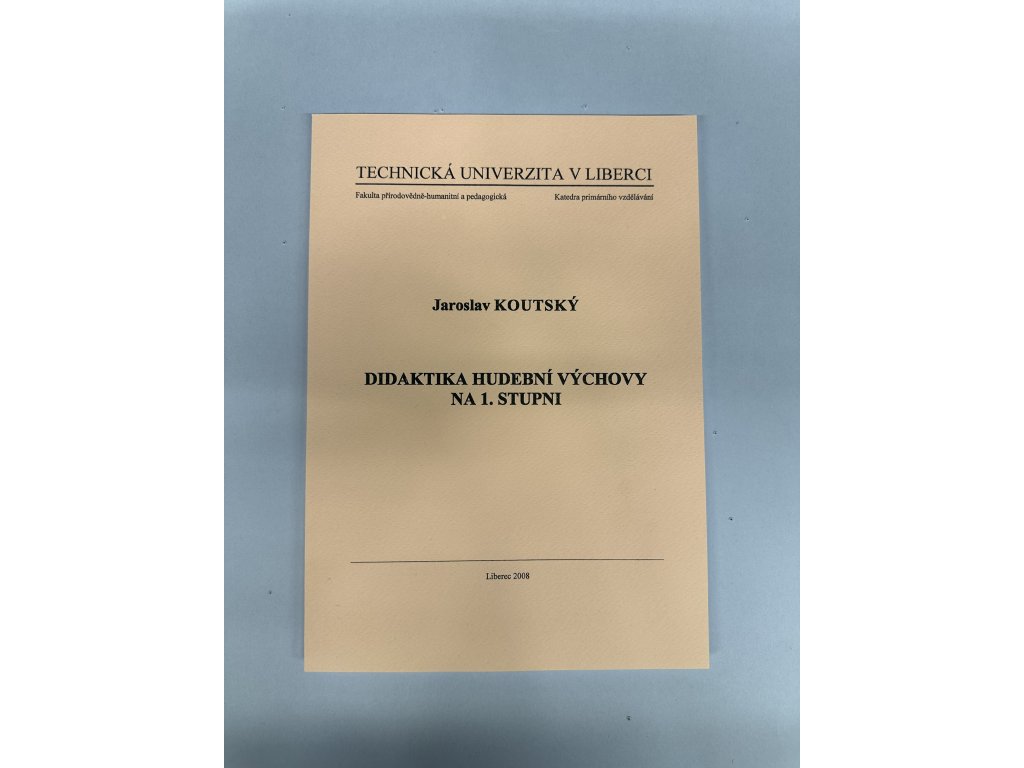 TECHNICKÁ UNIVERZITA V LIBERCI
Fakulta přírodovědně-humanitní a pedagogická Katedra primárního vzdělávání
Jaroslav KOUTSKÝ
DIDAKTIKA HUDEBNÍ VÝCHOVY
NA 1. STUPNI
Liberec 2008